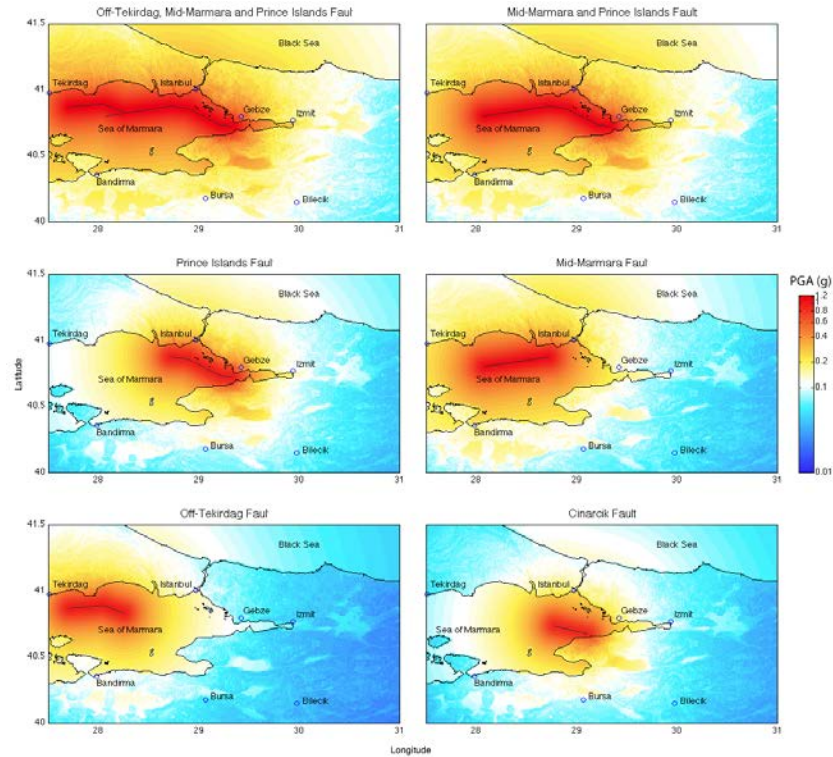 Off-Tekirdag, Mid-Marmara and Prince Islands Faul
Mid-Marmara and Prince Islands Fault
41.5
Black Sea
Black Sea
Tekirdag
Istanbul
Tekirdag
Istanbul
41
Gebze
Izmit
Gebze
Izmit
Sea of Marmara
Sea of Marmara
40.5
Bandirma
Bursa
Bilecik
Bandirma
Bursa
Bilecik
40
28 29 30 31
28 29 30 31
Prince Islands Faul
Mid-Marmara Fault
41.5
PGA (g)
Black Sea
Black Sea
1.2
Tekirdag
Istanbul
Tekirdag
Istanbul
0.8
41
0.4
Gebze
Izmit
Gebze
Izmit
0.2
Latitude
Sea of Marmara
Sea of Marmara
0.1
40.5
Bandirma
Bursa
Bilecik
Bandirma
Bursa
Bilecik
0.01
40
28 29 30 31
28 29 30 31
Off-Tekirdag Faul
Cinarcik Fault
41.5
Black Sea
Black Sea
Tekirdag
Istanbul
Tekirdag
Istanbul
41
Gebze
Izmit
Gebze
Izmit
Sea of Marmara
Sea of Marmara
40.5
Bandirma
Bursa
Bilecik
Bandirma
Bursa
Bilecik
40
28 29 30 31
28 29 30 31
Longitude